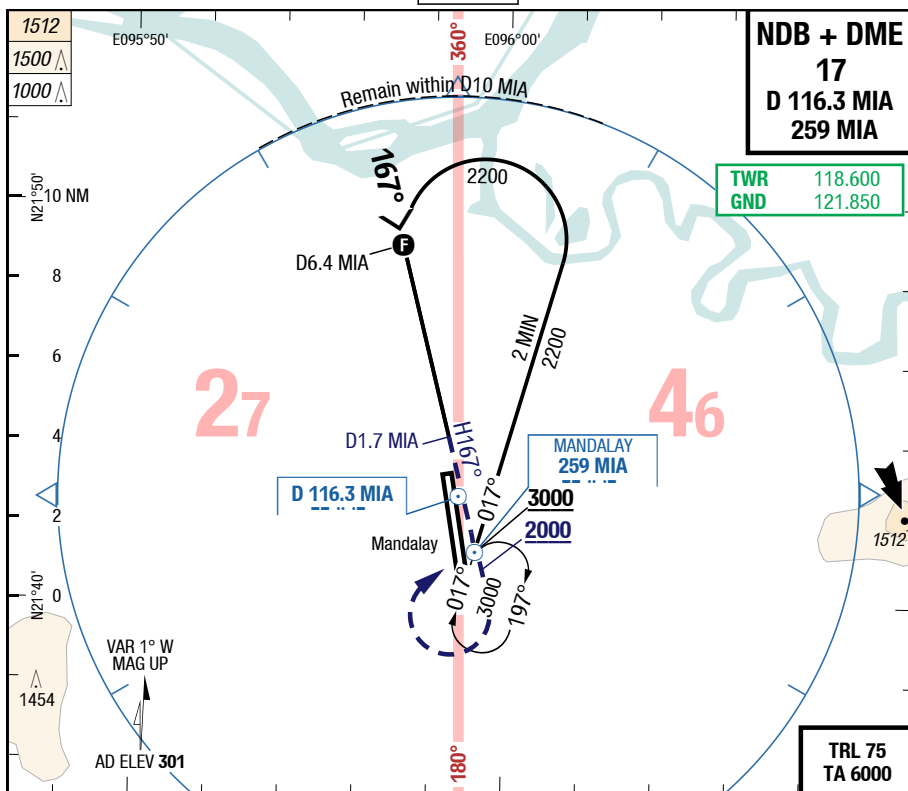 1512
1500
1000
E095°50'
360°
E096°00'
NDB + DME
17
D 116.3 MIA
259 MIA
Remain within D10 MIA
TWR 118.600
GND 121.850
N21°50'
10 NM
167°
2200
F
D6.4 MIA
8
2 MIN
2200
6
27
46
4
D1.7 MIA
H167°
MANDALAY
259 MIA
D 116.3 MIA
017°
3000
2
Mandalay
2000
1512
N21°40'
0
017°
3000
197°
VAR 1° W
MAG UP
1454
AD ELEV 301
180°
TRL 75
TA 6000